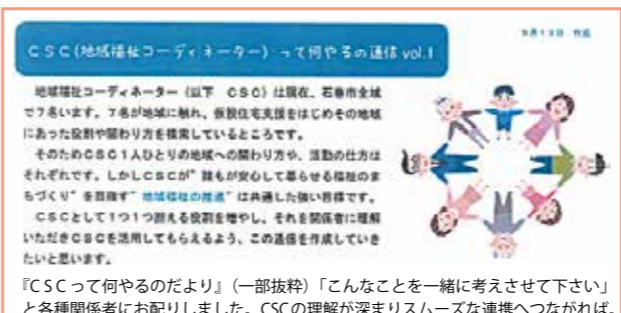 CSC(地域福祉コーディネーター)って何やるの通信 vol.1
9月13日 作成
地域福祉コーディネーター(以下 CSC)は現在、石巻市全域
で7名います。7名が地域に触れ、仮設住宅支援をはじめその地域
にあった役割や関わり方を模索しているところです。
そのためCSC1人ひとりの地域への関わり方や、活動の仕方は
それぞれです。しかしCSCが"誰もが安心して暮らせる福祉のま
ちづくり"を目指す"地域福祉の推進"は共通した強い目標です。
CSCとして1つ1つ担える役割を増やし、それを関係者に理解
いただきCSCを活用してもらえるよう、この通信を作成していき
たいと思います。
『CSCって何やるのだより』(一部抜粋)「こんなことを一緒に考えさせて下さい」
と各種関係者にお配りしました。CSCの理解が深まりスムーズな連携へつながれば。